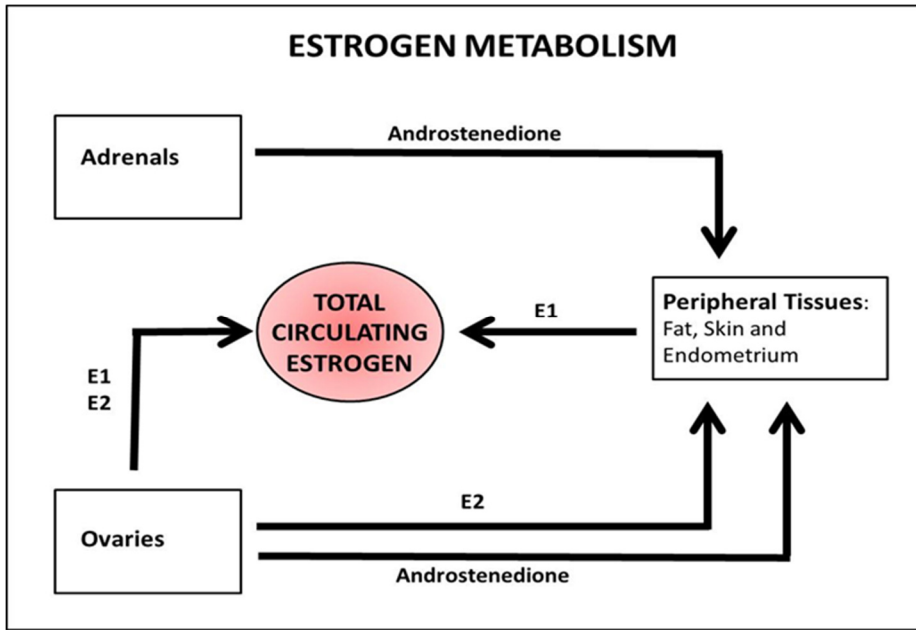 ESTROGEN METABOLISM
Androstenedione
Adrenals
TOTAL
CIRCULATING
ESTROGEN
E1
Peripheral Tissues:
Fat, Skin and
Endometrium
E1
E2
E2
Ovaries
Androstenedione